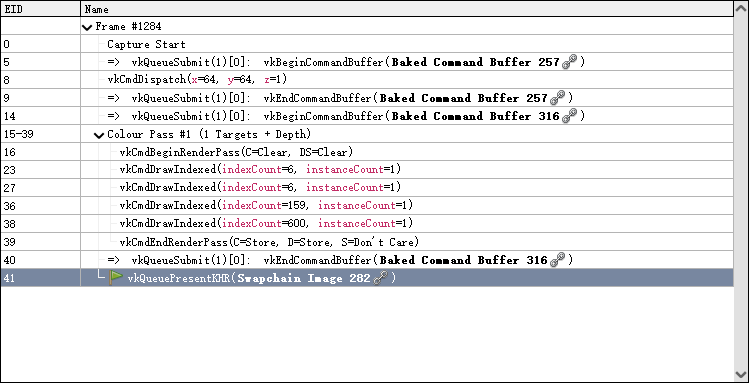 EID Name
Frame #1284
0 Capture Start
5 => vkQueueSubmit(1)[0]: vkBeginCommandBuffer(Baked Command Buffer 257)
8 vkCmdDispatch(x=64, y=64, z=1)
9 => vkQueueSubmit(1)[0]: vkEndCommandBuffer(Baked Command Buffer 257)
14 => vkQueueSubmit(1)[0]: vkBeginCommandBuffer(Baked Command Buffer 316)
15-39 Colour Pass #1 (1 Targets + Depth)
16 vkCmdBeginRenderPass(C=Clear, DS=Clear)
23 vkCmdDrawIndexed(indexCount=6, instanceCount=1)
27 vkCmdDrawIndexed(indexCount=6, instanceCount=1)
36 vkCmdDrawIndexed(indexCount=159, instanceCount=1)
38 vkCmdDrawIndexed(indexCount=600, instanceCount=1)
39 vkCmdEndRenderPass(C=Store, D=Store, S=Don't Care)
40 => vkQueueSubmit(1)[0]: vkEndCommandBuffer(Baked Command Buffer 316)
41 vkQueuePresentKHR(Swapchain Image 282)